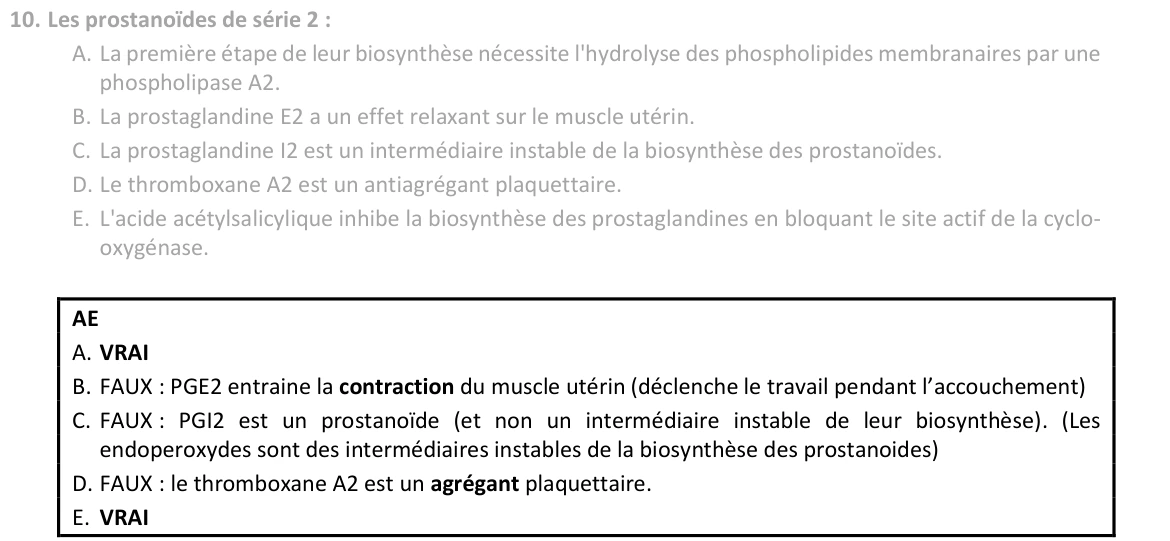 10. Les prostanoïdes de série 2 :
A. La première étape de leur biosynthèse nécessite l'hydrolyse des phospholipides membranaires par une
phospholipase A2.
B. La prostaglandine E2 a un effet relaxant sur le muscle utérin.
C. La prostaglandine I2 est un intermédiaire instable de la biosynthèse des prostanoïdes.
D. Le thromboxane A2 est un antiagrégant plaquettaire.
E. L'acide acétylsalicylique inhibe la biosynthèse des prostaglandines en bloquant le site actif de la cyclo-
oxygénase.
AE
A. VRAI
B. FAUX : PGE2 entraine la contraction du muscle utérin (déclenche le travail pendant l’accouchement)
C. FAUX : PGI2 est un prostanoïde (et non un intermédiaire instable de leur biosynthèse). (Les
endoperoxydes sont des intermédiaires instables de la biosynthèse des prostanoides)
D. FAUX : le thromboxane A2 est un agrégant plaquettaire.
E. VRAI